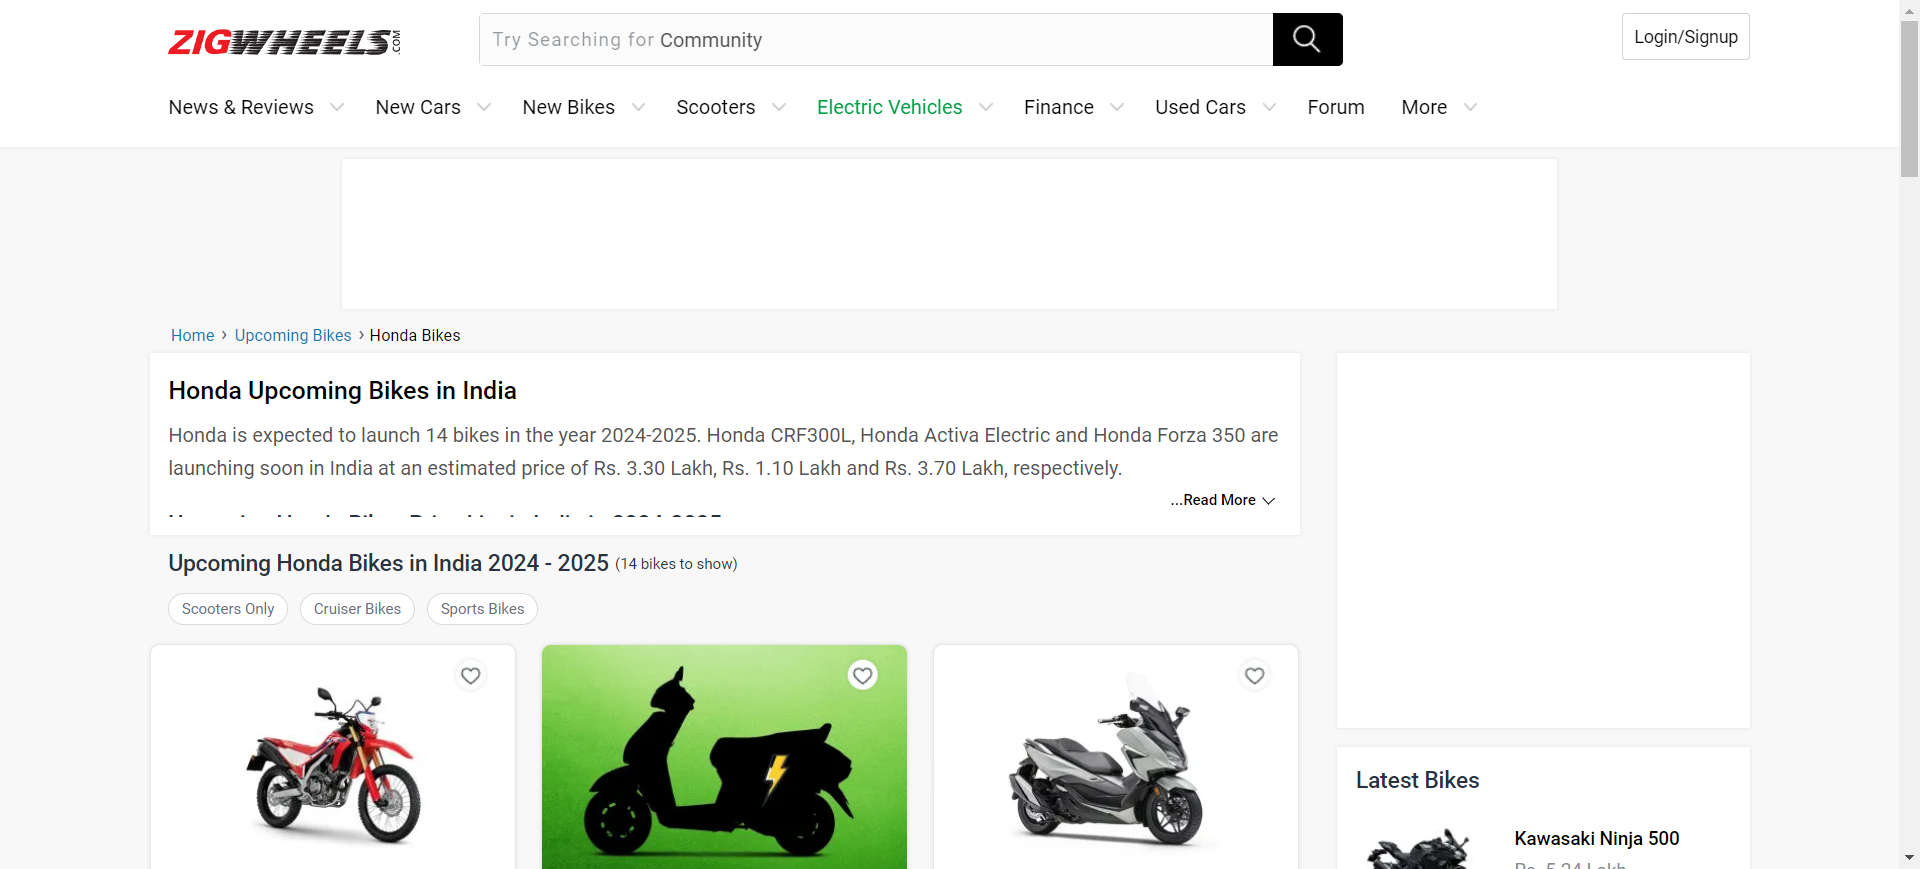 ZIGWHEELS.COM
Try Searching for Community
Login/Signup
News & Reviews New Cars New Bikes Scooters Electric Vehicles Finance Used Cars Forum More
Home › Upcoming Bikes › Honda Bikes
Honda Upcoming Bikes in India
Honda is expected to launch 14 bikes in the year 2024-2025. Honda CRF300L, Honda Activa Electric and Honda Forza 350 are
launching soon in India at an estimated price of Rs. 3.30 Lakh, Rs. 1.10 Lakh and Rs. 3.70 Lakh, respectively.
...Read More
Upcoming Honda Bikes in India 2024 - 2025 (14 bikes to show)
Scooters Only Cruiser Bikes Sports Bikes
Latest Bikes
Kawasaki Ninja 500
Rs. 5.24 Lakh